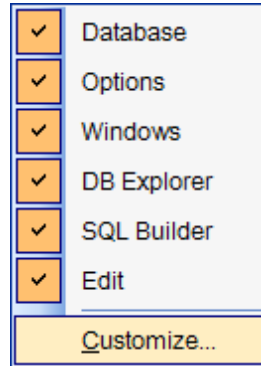 Database
Options
Windows
DB Explorer
SQL Builder
Edit
Customize...